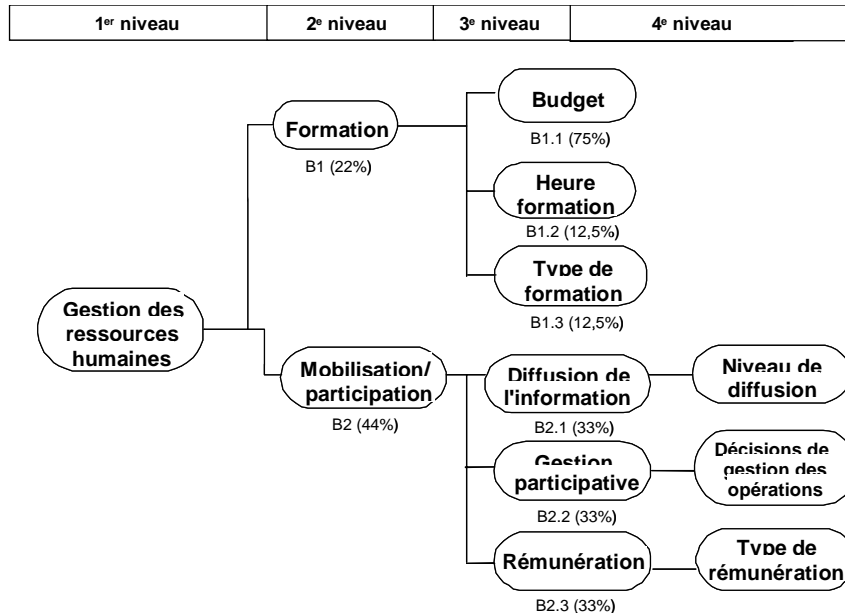 1er niveau
2e niveau
3e niveau
4e niveau
Budget
B1.1 (75%)
Formation
B1 (22%)
Heure
formation
B1.2 (12,5%)
Type de
formation
B1.3 (12,5%)
Gestion des
ressources
humaines
Mobilisation/
participation
B2 (44%)
Diffusion de
l'information
B2.1 (33%)
Niveau de
diffusion
Gestion
participative
B2.2 (33%)
Décisions de
gestion des
opérations
Rémunération
B2.3 (33%)
Type de
rémunération